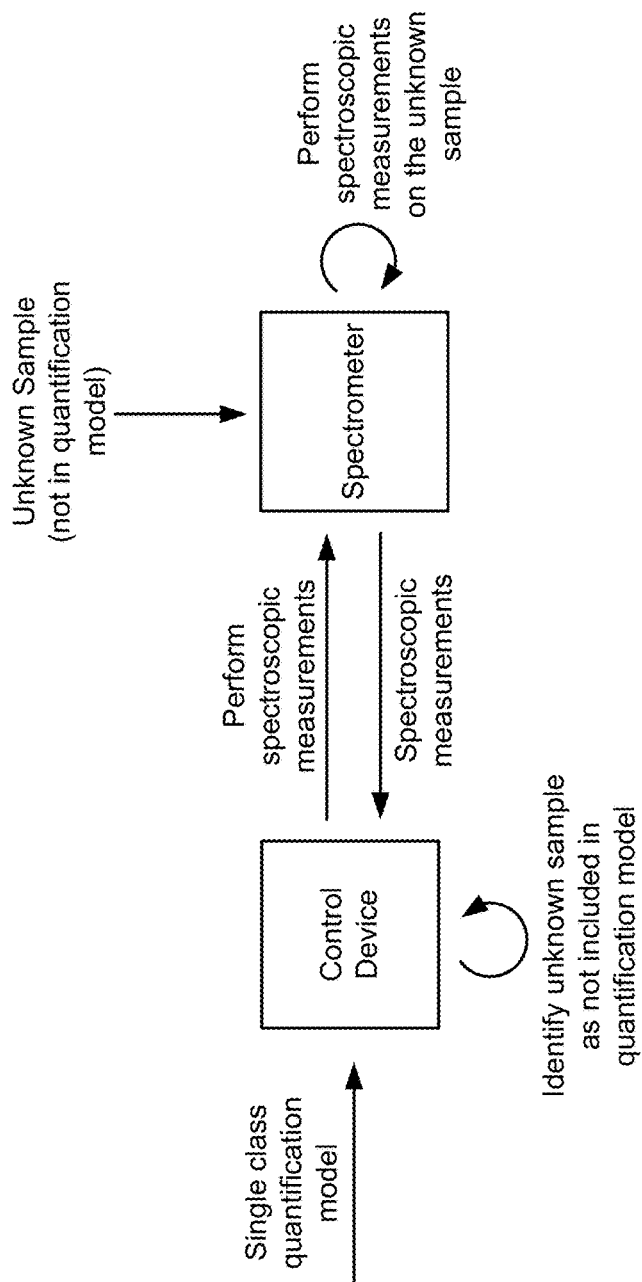 Single class
quantification
model
Control
Device
Identify unknown sample
as not included in
quantification model
Perform
spectroscopic
measurements
Spectroscopic
measurements
Unknown Sample
(not in quantification
model)
Spectrometer
Perform
spectroscopic
measurements
on the unknown
sample